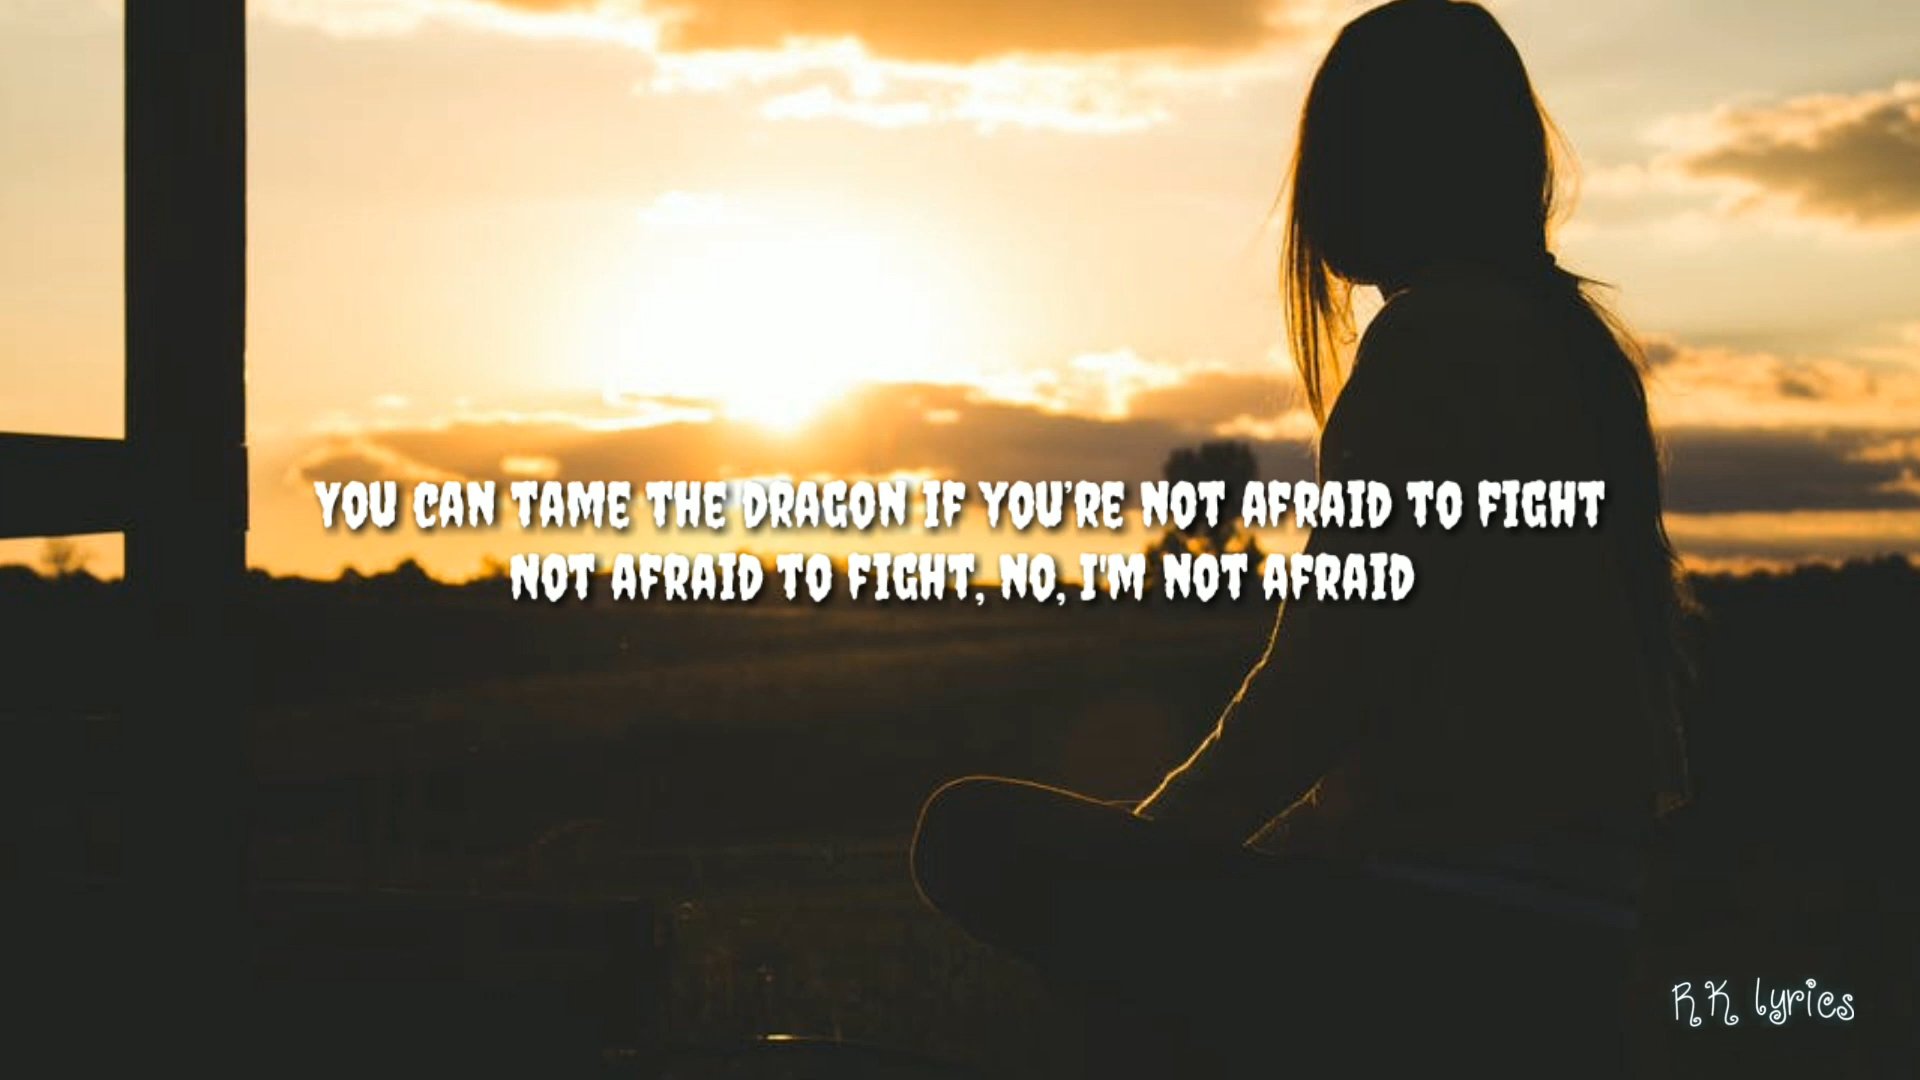 YOU CAN TAME THE DRAGON IF YOU'RE NOT AFRAID TO FIGHT
NOT AFRAID TO FIGHT, NO, I'M NOT AFRAID
RK lyrics